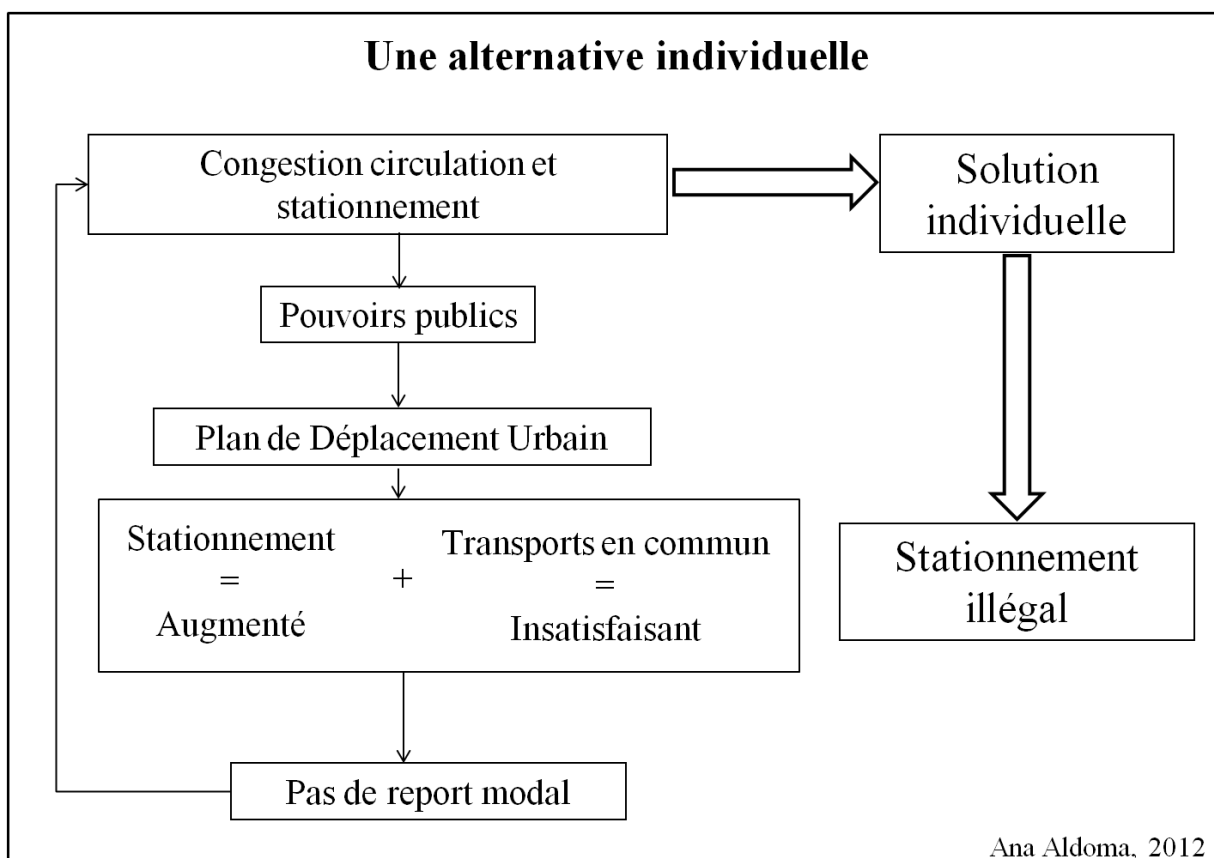 Une alternative individuelle
Congestion circulation et
stationnement
Solution
individuelle
Pouvoirs publics
Plan de Déplacement Urbain
Stationnement
=
Augmenté
+
Transports en commun
=
Insatisfaisant
Stationnement
illégal
Pas de report modal
Ana Aldoma, 2012